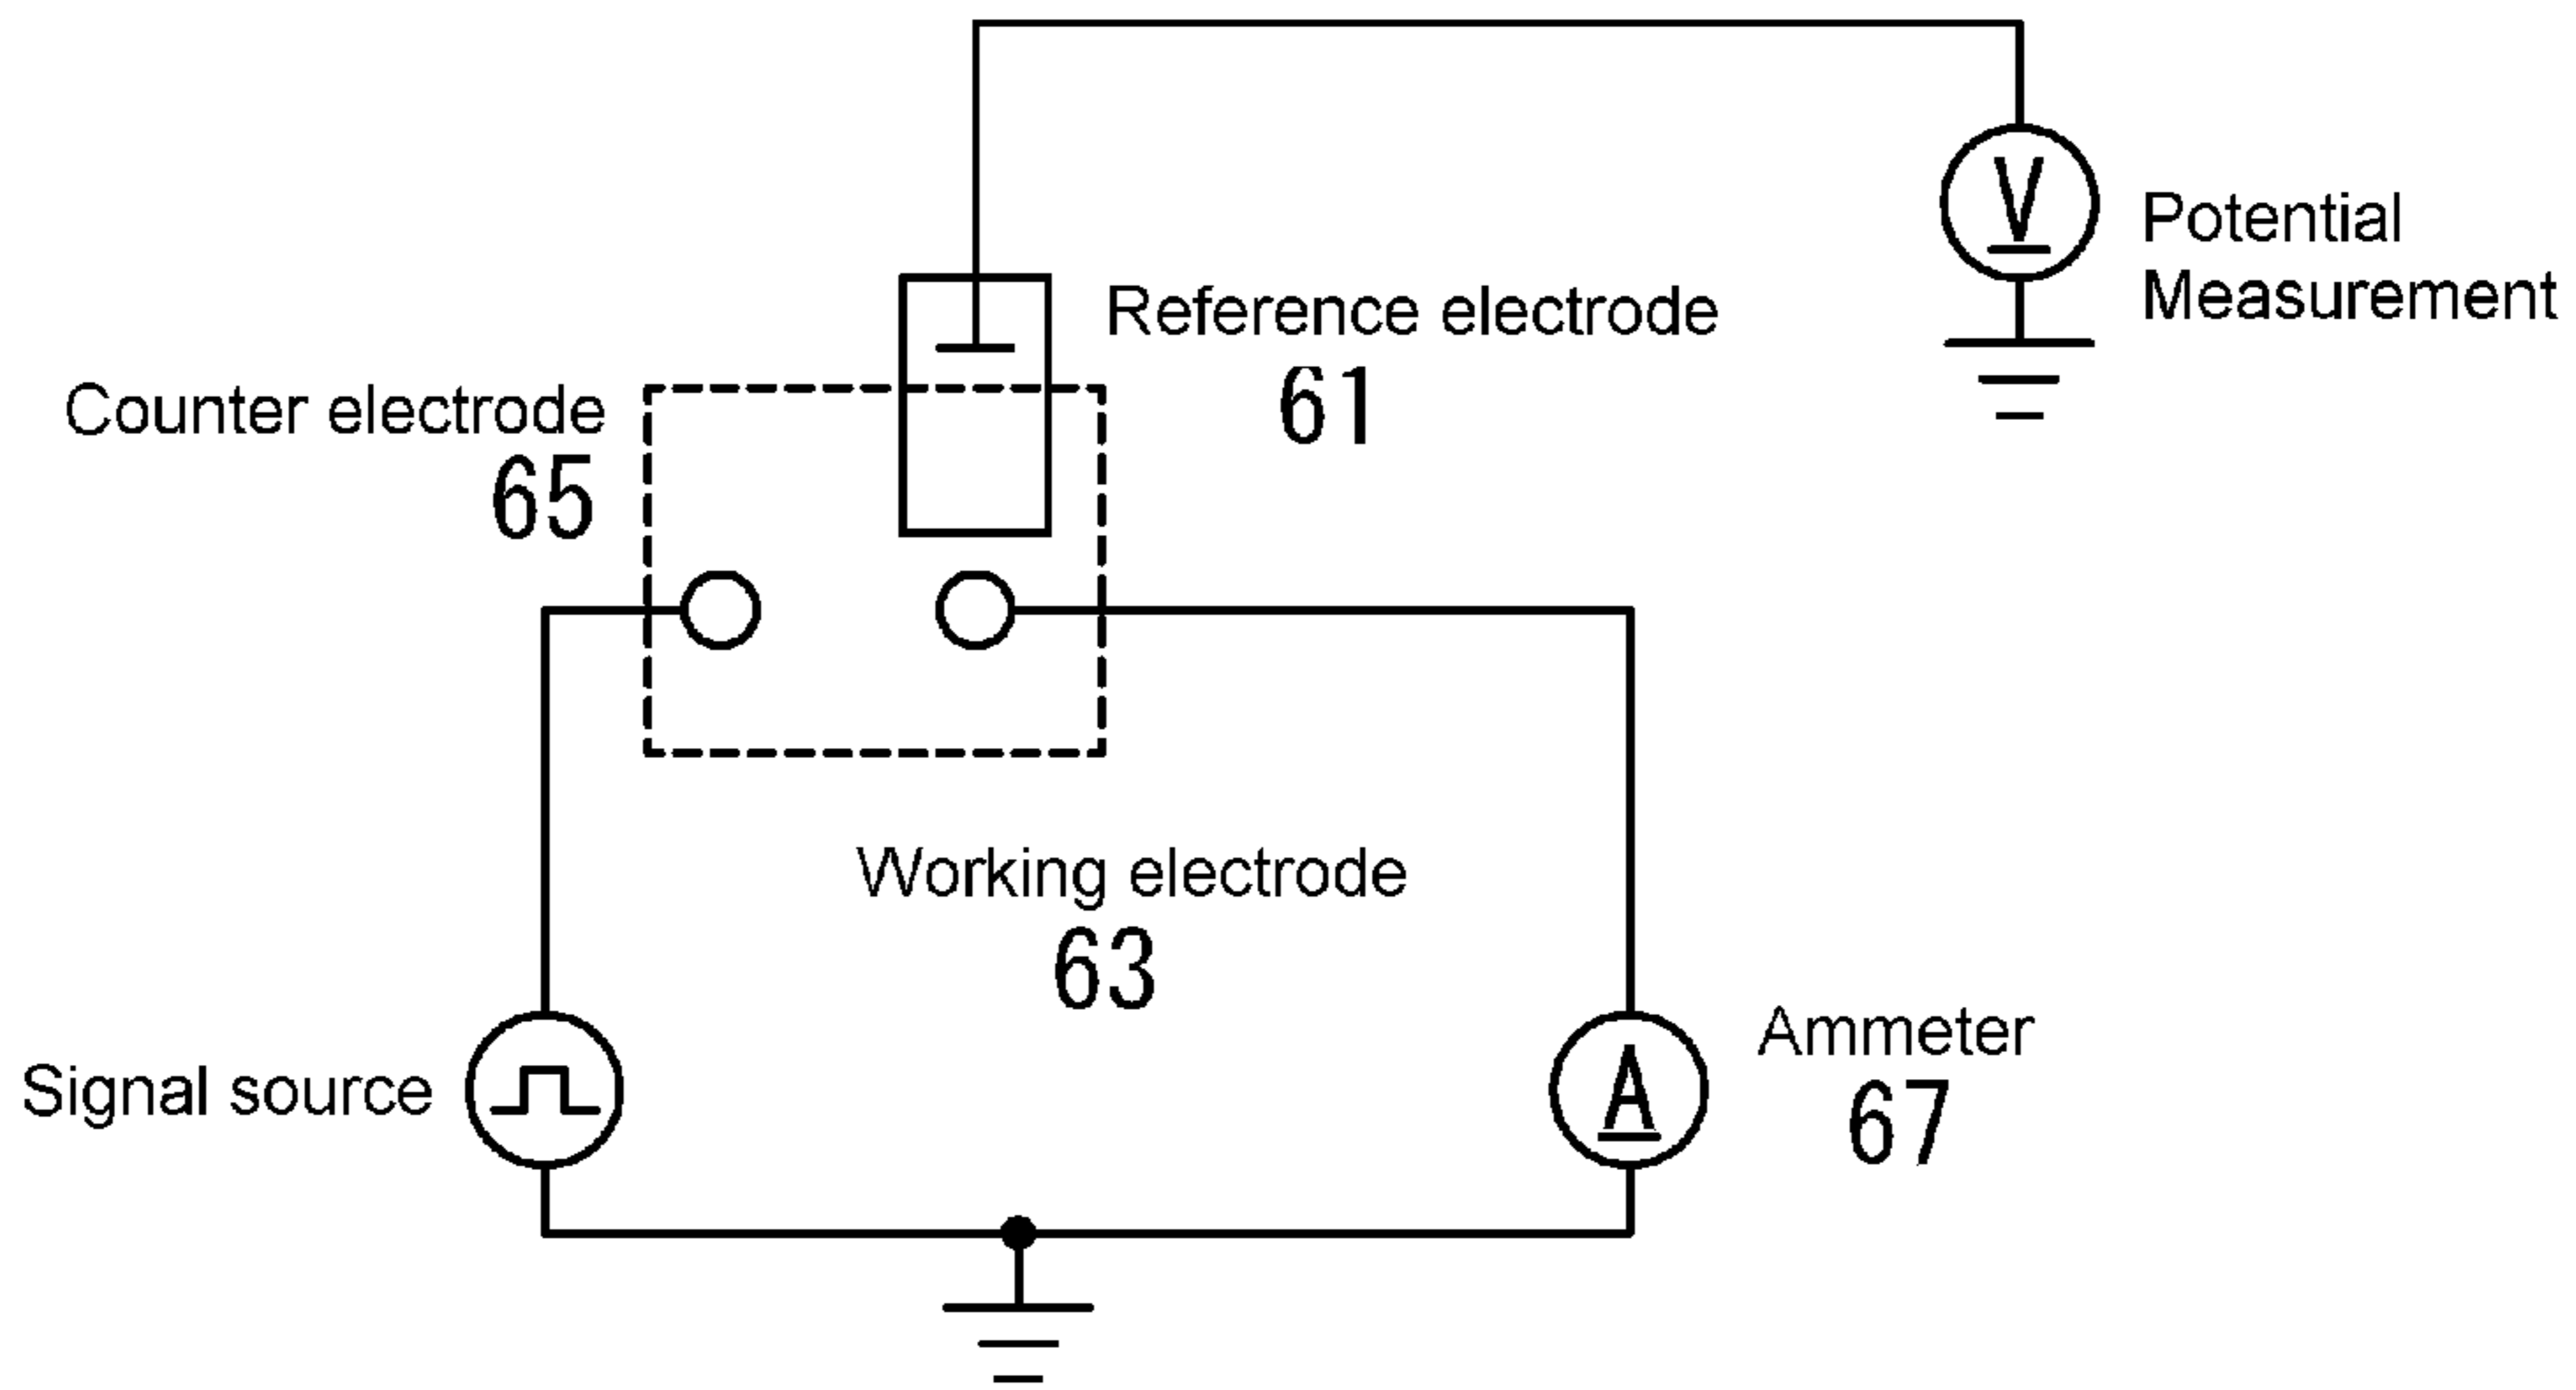 V
Potential
Measurement
Reference electrode
61
Counter electrode
65
Working electrode
63
Signal source
A
Ammeter
67